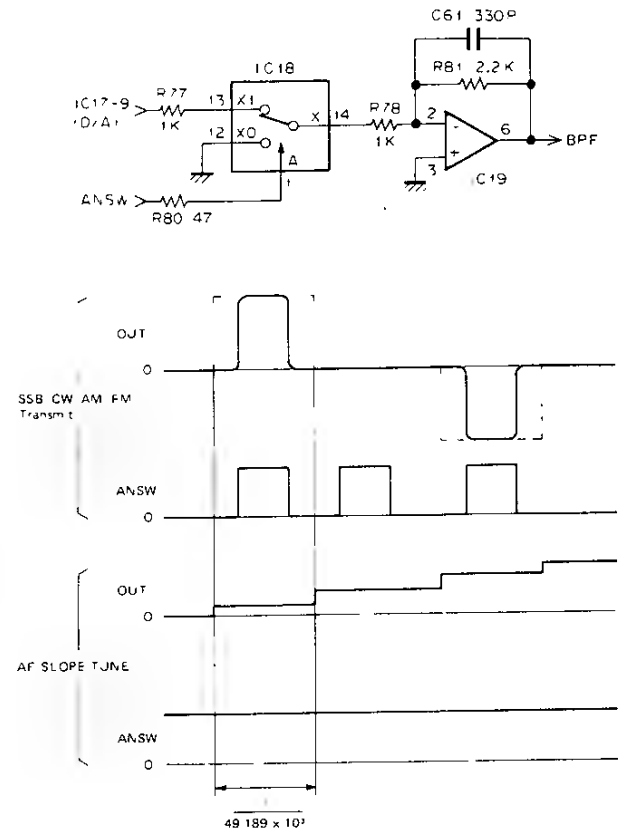 C61 330P
R81 2.2K
IC18
R77
13 X1
X 14
R78
2
-
6
BPF
IC17-9
(D/A)
1K
12 X0
1K
+
3
IC19
A
1
ANSW
R80 47
OUT
0
SSB CW AM FM
Transmit
ANSW
0
OUT
0
AF SLOPE TUNE
ANSW
0
49.189 x 10³